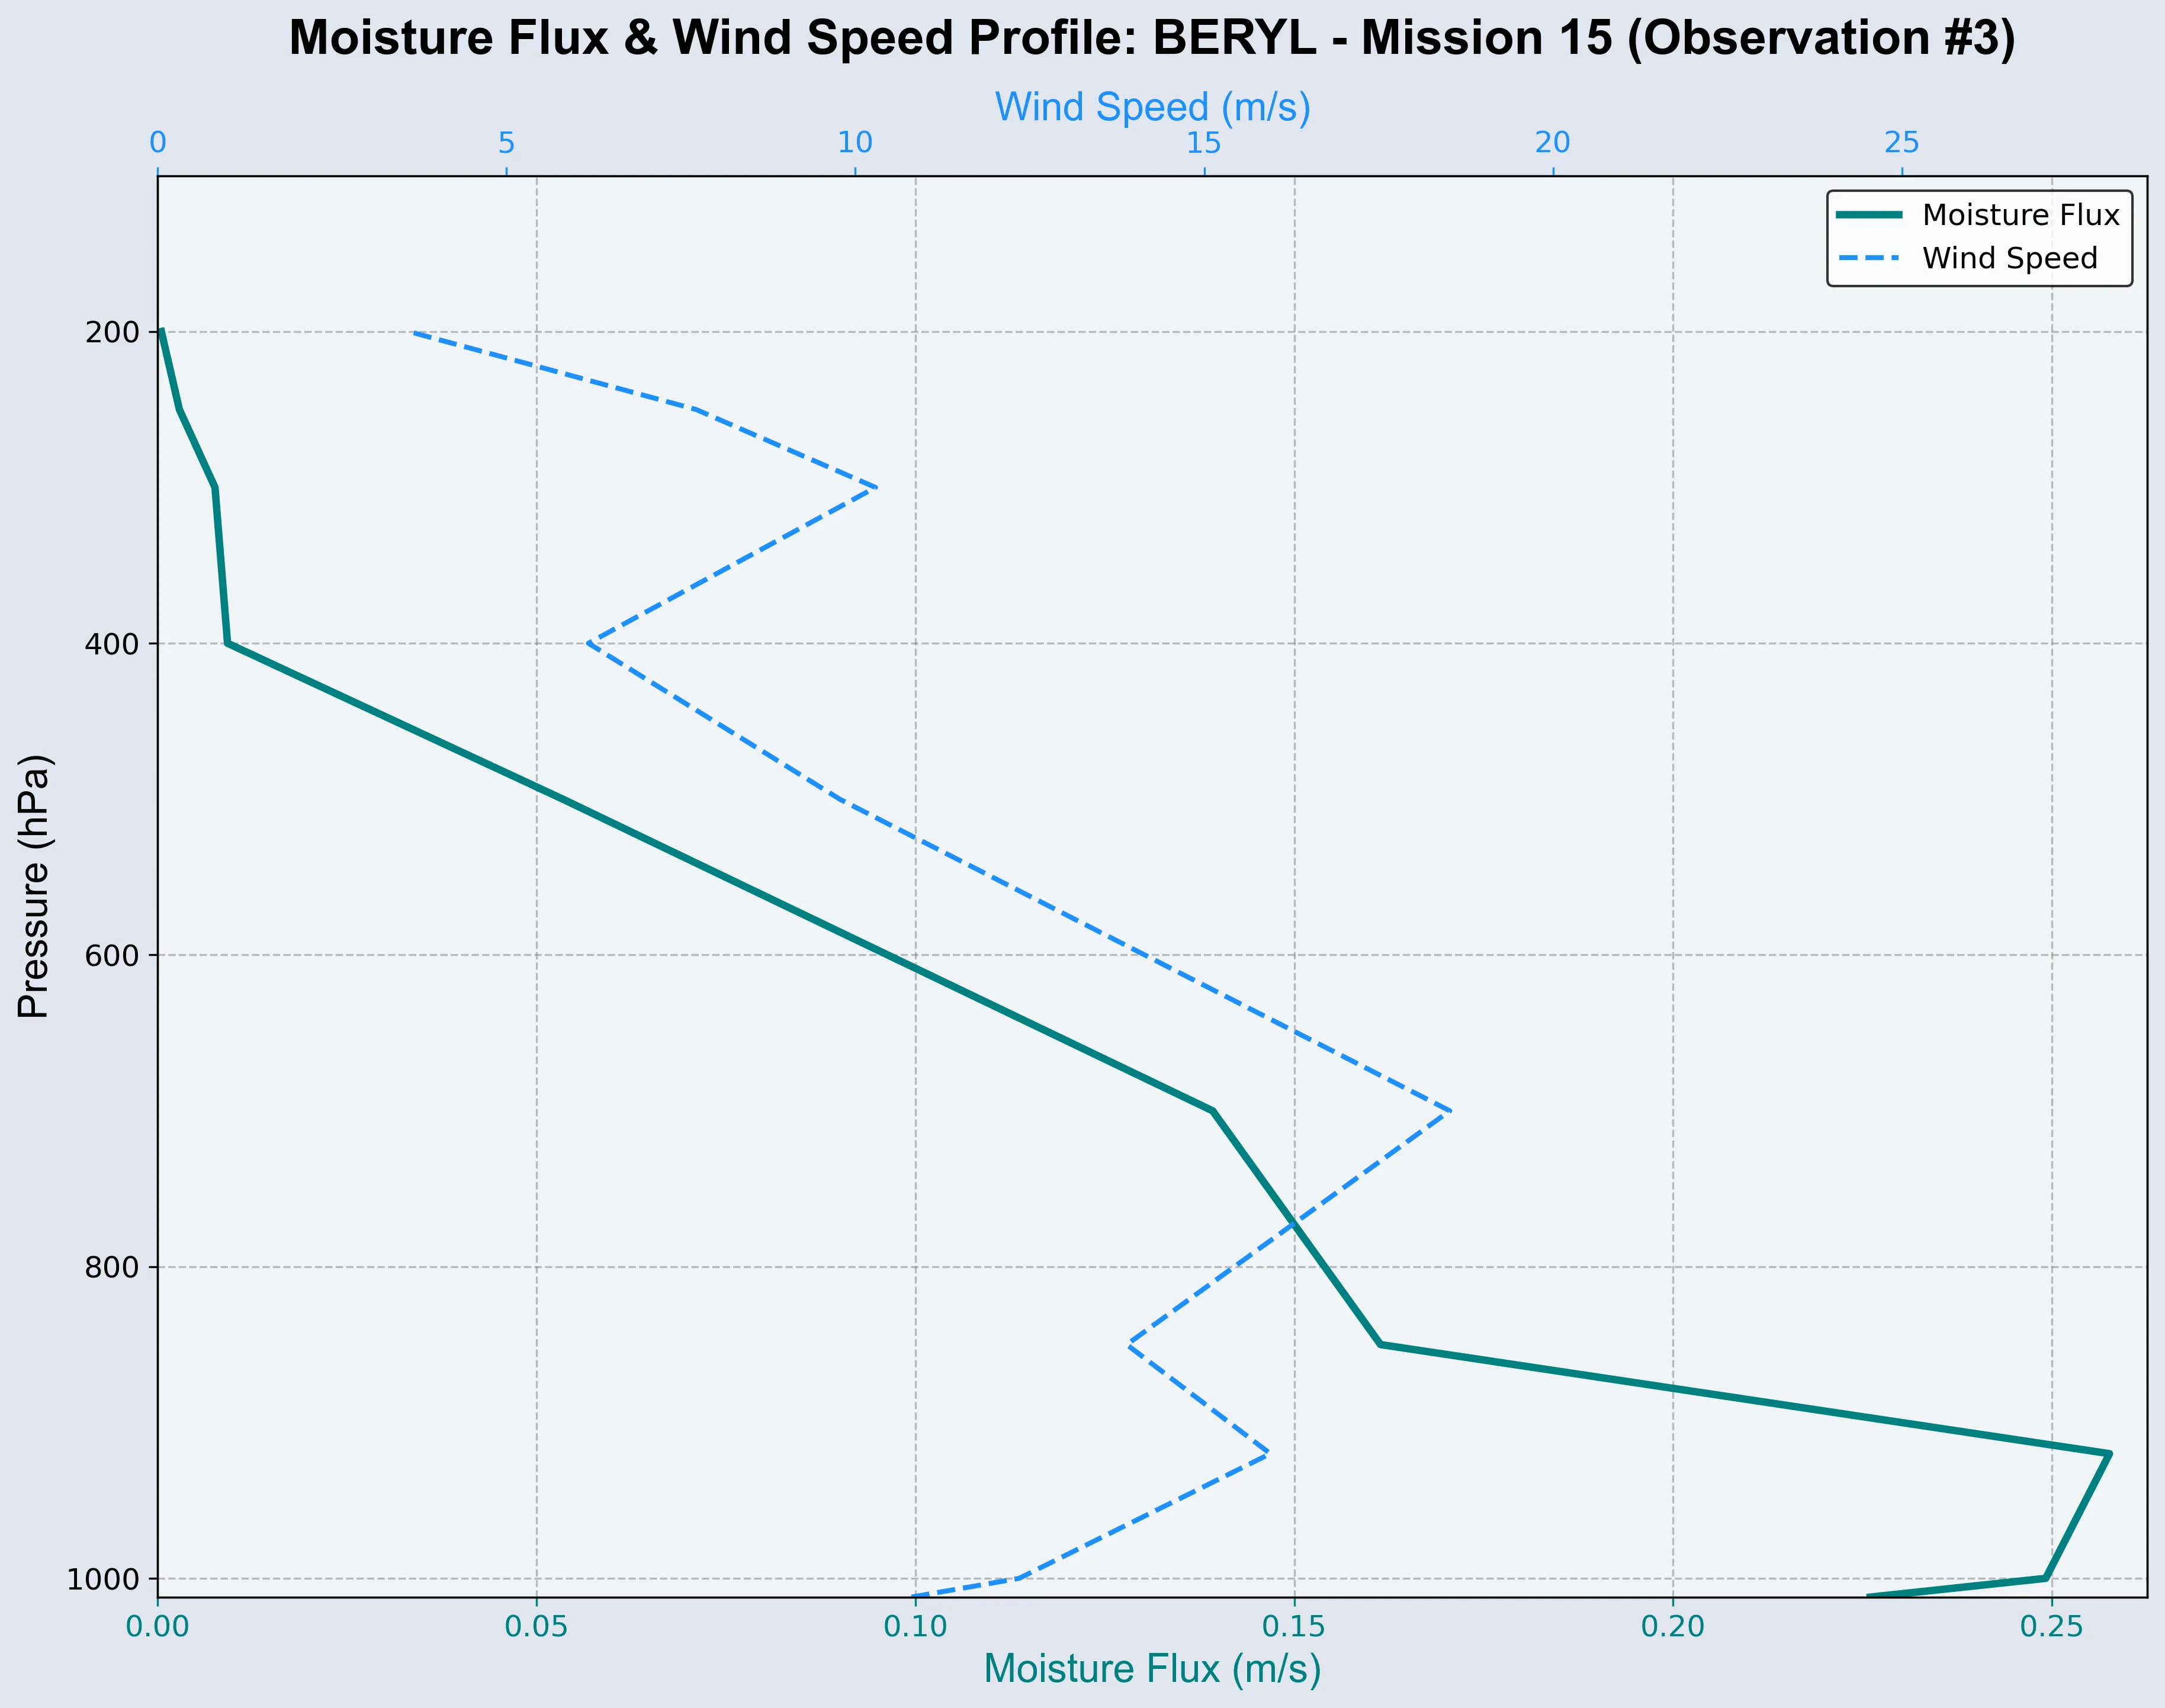 Moisture Flux & Wind Speed Profile: BERYL - Mission 15 (Observation #3)
Wind Speed (m/s)
0 5 10 15 20 25
Moisture Flux
Wind Speed
200
400
600
800
1000
Pressure (hPa)
0.00 0.05 0.10 0.15 0.20 0.25
Moisture Flux (m/s)